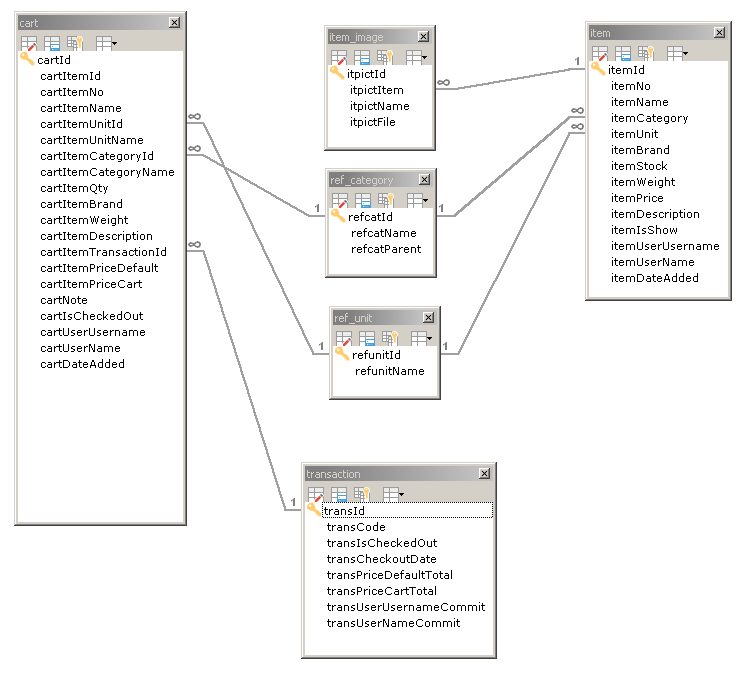 cart
cartId
cartItemId
cartItemNo
cartItemName
cartItemUnitId
cartItemUnitName
cartItemCategoryId
cartItemCategoryName
cartItemQty
cartItemBrand
cartItemWeight
cartItemDescription
cartItemTransactionId
cartItemPriceDefault
cartItemPriceCart
cartNote
cartIsCheckedOut
cartUserUsername
cartUserName
cartDateAdded
∞
∞
∞
item_image
itpictId
itpictItem
itpictName
itpictFile
∞
1
ref_category
refcatId
refcatName
refcatParent
1
1
ref_unit
refunitId
refunitName
1
1
item
itemId
itemNo
itemName
itemCategory
itemUnit
itemBrand
itemStock
itemWeight
itemPrice
itemDescription
itemIsShow
itemUserUsername
itemUserName
itemDateAdded
∞
∞
transaction
transId
transCode
transIsCheckedOut
transCheckoutDate
transPriceDefaultTotal
transPriceCartTotal
transUserUsernameCommit
transUserNameCommit
1